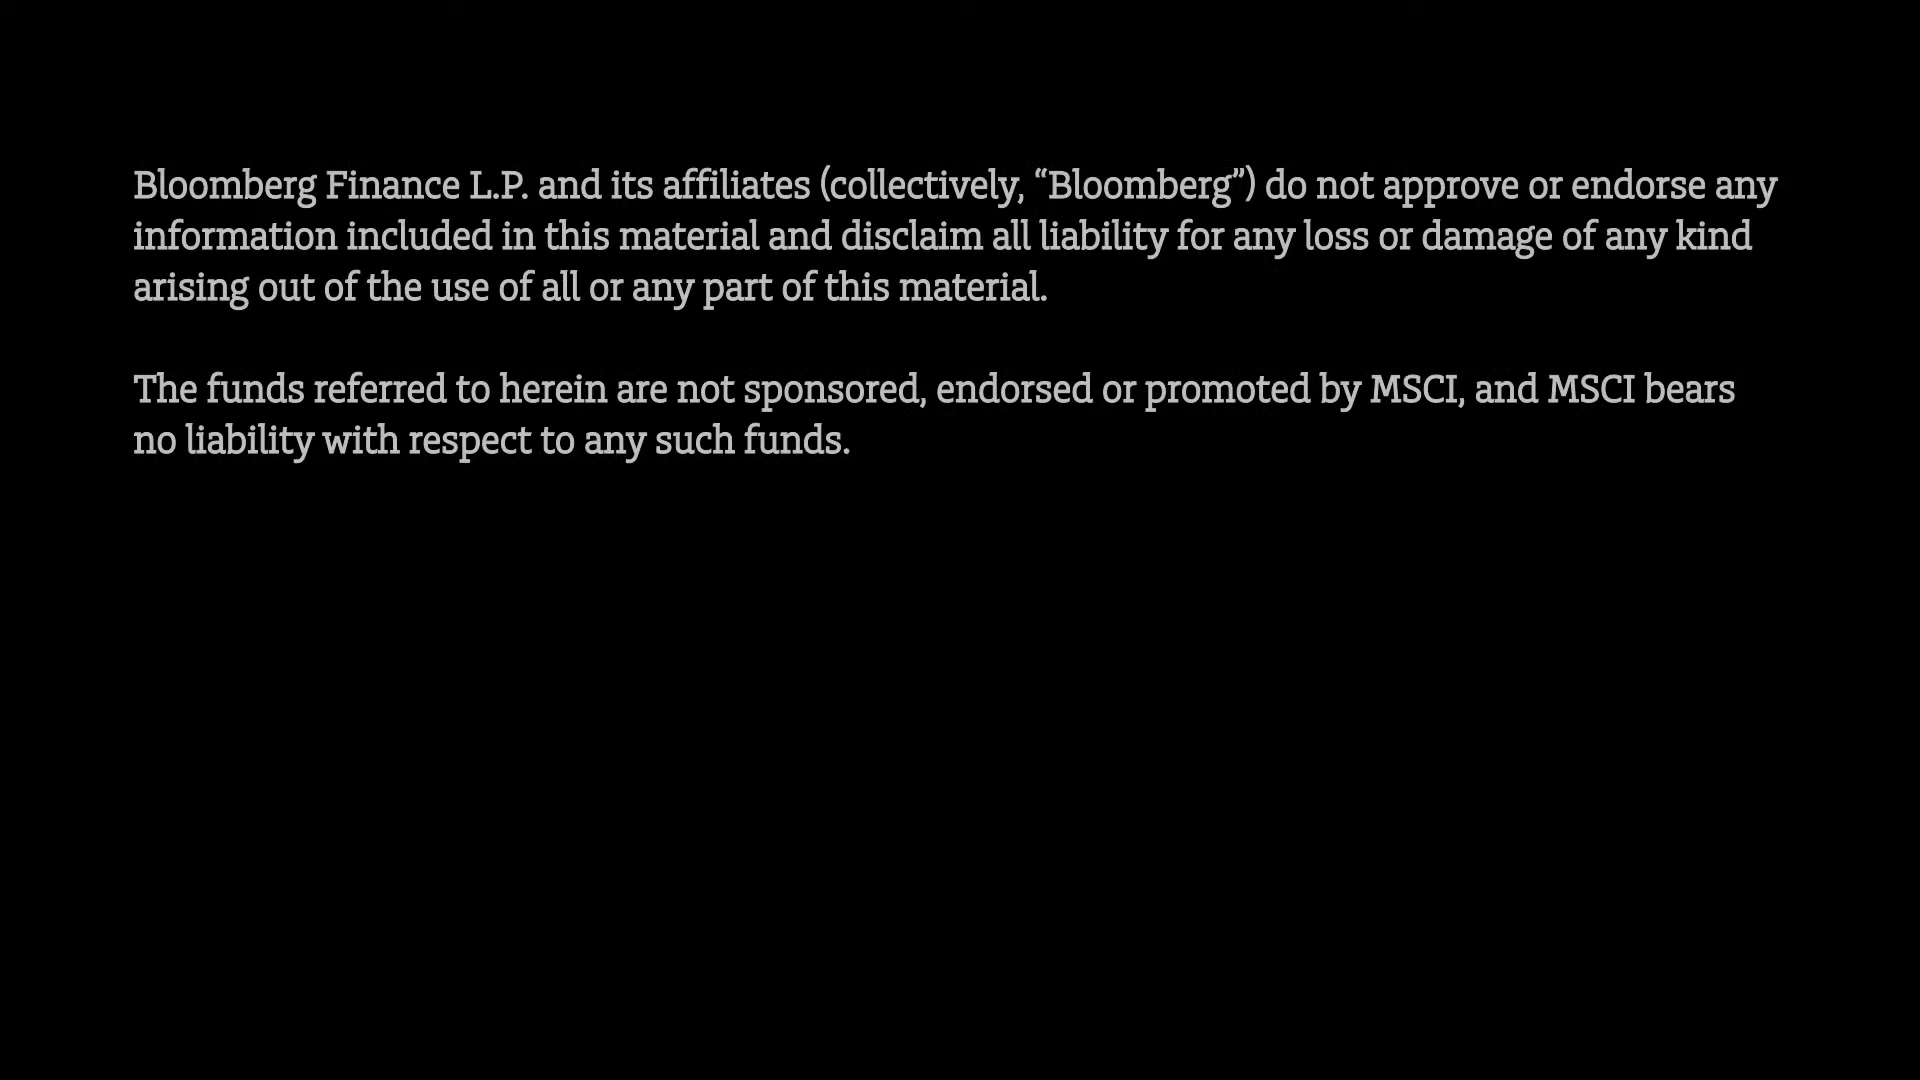 Bloomberg Finance L.P. and its affiliates (collectively, “Bloomberg”) do not approve or endorse any
information included in this material and disclaim all liability for any loss or damage of any kind
arising out of the use of all or any part of this material.
The funds referred to herein are not sponsored, endorsed or promoted by MSCI, and MSCI bears
no liability with respect to any such funds.